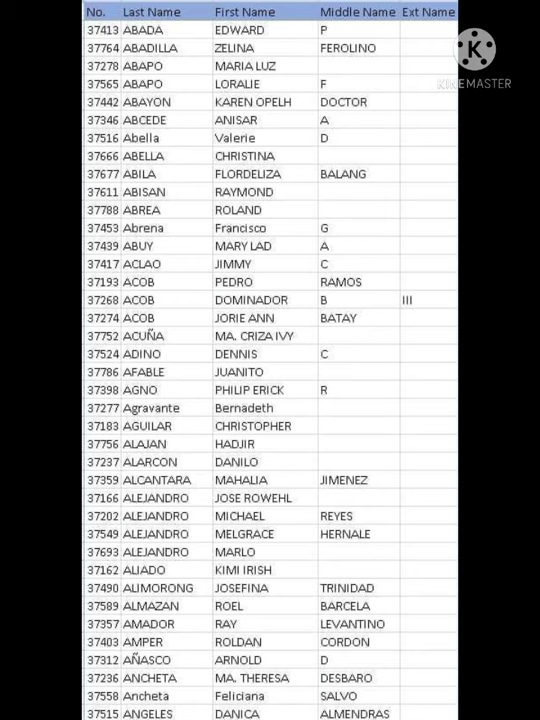 No. Last Name First Name Middle Name Ext Name
37413 ABADA EDWARD P
37764 ABADILLA ZELINA FEROLINO
37278 ABAPO MARIA LUZ
37565 ABAPO LORALIE F
37442 ABAYON KAREN OPELH DOCTOR
37346 ABCEDE ANISAR A
37516 Abella Valerie D
37666 ABELLA CHRISTINA
37677 ABILA FLORDELIZA BALANG
37611 ABISAN RAYMOND
37788 ABREA ROLAND
37453 Abrena Francisco G
37439 ABUY MARY LAD A
37417 ACLAO JIMMY C
37193 ACOB PEDRO RAMOS
37268 ACOB DOMINADOR B III
37274 ACOB JORIE ANN BATAY
37752 ACUÑA MA. CRIZA IVY
37524 ADINO DENNIS C
37786 AFABLE JUANITO
37398 AGNO PHILIP ERICK R
37277 Agravante Bernadeth
37183 AGUILAR CHRISTOPHER
37756 ALAJAN HADJIR
37237 ALARCON DANILO
37359 ALCANTARA MAHALIA JIMENEZ
37166 ALEJANDRO JOSE ROWEHL
37202 ALEJANDRO MICHAEL REYES
37549 ALEJANDRO MELGRACE HERNALE
37693 ALEJANDRO MARLO
37162 ALIADO KIMI IRISH
37490 ALIMORONG JOSEFINA TRINIDAD
37589 ALMAZAN ROEL BARCELA
37357 AMADOR RAY LEVANTINO
37403 AMPER ROLDAN CORDON
37312 AÑASCO ARNOLD D
37236 ANCHETA MA. THERESA DESBARO
37558 Ancheta Feliciana SALVO
37515 ANGELES DANICA ALMENDRAS
KINEMASTER